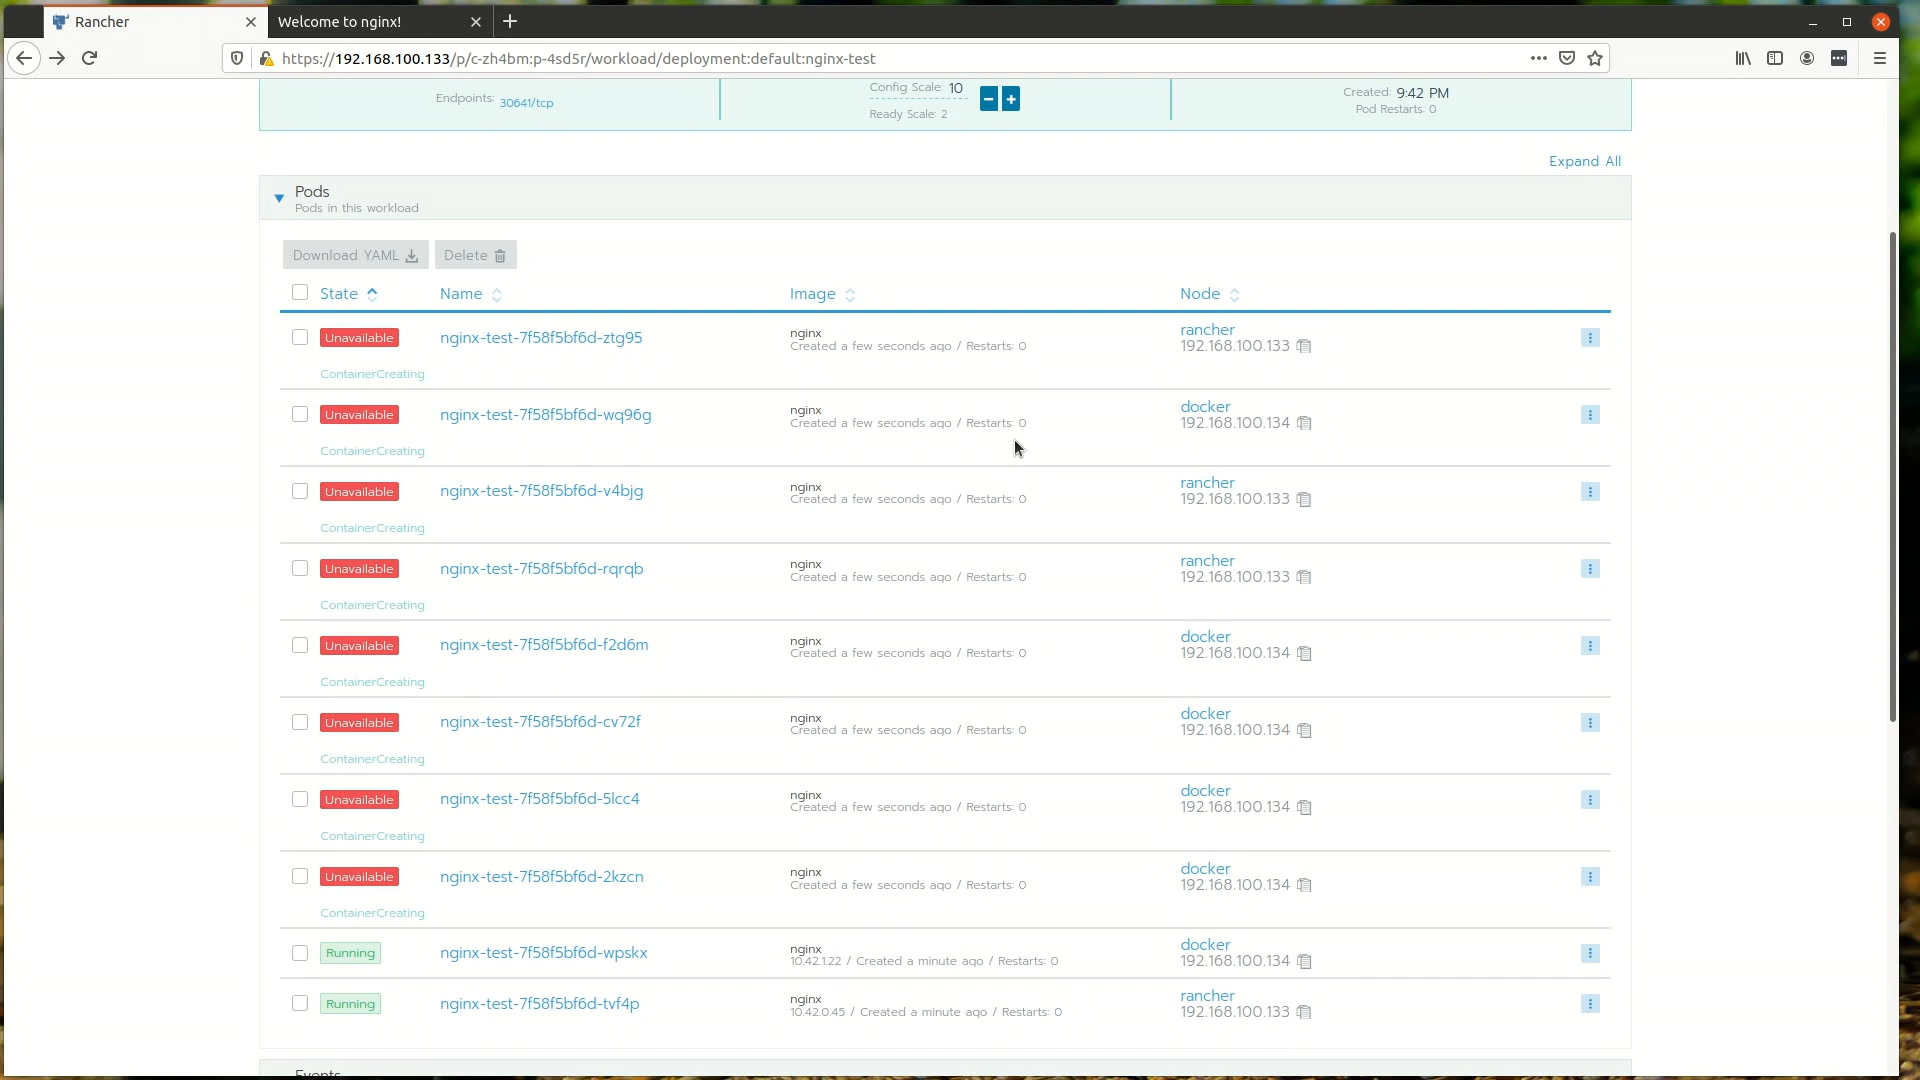 Rancher
Welcome to nginx!
https://192.168.100.133/p/c-zh4bm:p-4sd5r/workload/deployment:default:nginx-test
Endpoints: 30641/tcp
Config Scale: 10
Ready Scale: 2
Created: 9:42 PM
Pod Restarts: 0
Expand All
Pods
Pods in this workload
Download YAML
Delete
State Name Image Node
Unavailable nginx-test-7f58f5bf6d-ztg95 nginx rancher
Created a few seconds ago / Restarts: 0 192.168.100.133
ContainerCreating
Unavailable nginx-test-7f58f5bf6d-wq96g nginx docker
Created a few seconds ago / Restarts: 0 192.168.100.134
ContainerCreating
Unavailable nginx-test-7f58f5bf6d-v4bjg nginx rancher
Created a few seconds ago / Restarts: 0 192.168.100.133
ContainerCreating
Unavailable nginx-test-7f58f5bf6d-rqrqb nginx rancher
Created a few seconds ago / Restarts: 0 192.168.100.133
ContainerCreating
Unavailable nginx-test-7f58f5bf6d-f2d6m nginx docker
Created a few seconds ago / Restarts: 0 192.168.100.134
ContainerCreating
Unavailable nginx-test-7f58f5bf6d-cv72f nginx docker
Created a few seconds ago / Restarts: 0 192.168.100.134
ContainerCreating
Unavailable nginx-test-7f58f5bf6d-5lcc4 nginx docker
Created a few seconds ago / Restarts: 0 192.168.100.134
ContainerCreating
Unavailable nginx-test-7f58f5bf6d-2kzcn nginx docker
Created a few seconds ago / Restarts: 0 192.168.100.134
ContainerCreating
Running nginx-test-7f58f5bf6d-wpskx nginx docker
10.42.1.22 / Created a minute ago / Restarts: 0 192.168.100.134
Running nginx-test-7f58f5bf6d-tvf4p nginx rancher
10.42.0.45 / Created a minute ago / Restarts: 0 192.168.100.133
Events